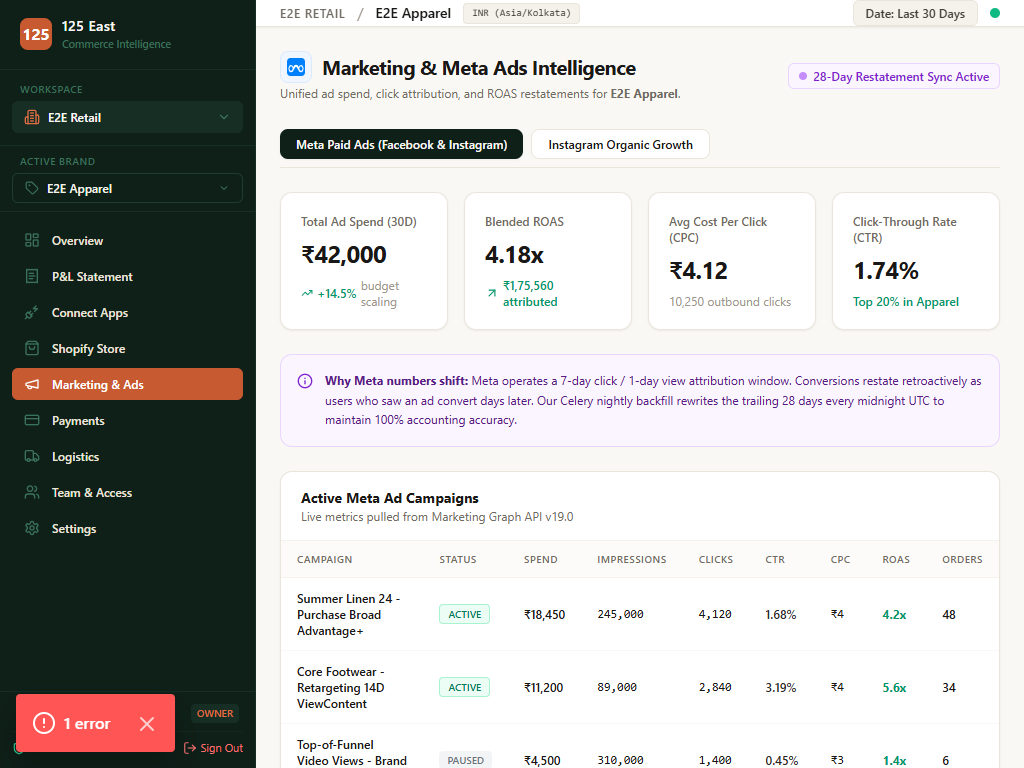 125
125 East
Commerce Intelligence
WORKSPACE
E2E Retail
ACTIVE BRAND
E2E Apparel
Overview
P&L Statement
Connect Apps
Shopify Store
Marketing & Ads
Payments
Logistics
Team & Access
Settings
1 error
OWNER
Sign Out
E2E RETAIL / E2E Apparel INR (Asia/Kolkata)
Date: Last 30 Days
Marketing & Meta Ads Intelligence
Unified ad spend, click attribution, and ROAS restatements for E2E Apparel.
28-Day Restatement Sync Active
Meta Paid Ads (Facebook & Instagram)
Instagram Organic Growth
Total Ad Spend (30D)
₹42,000
+14.5% budget
scaling
Blended ROAS
4.18x
₹1,75,560
attributed
Avg Cost Per Click
(CPC)
₹4.12
10,250 outbound clicks
Click-Through Rate
(CTR)
1.74%
Top 20% in Apparel
Why Meta numbers shift: Meta operates a 7-day click / 1-day view attribution window. Conversions restate retroactively as
users who saw an ad convert days later. Our Celery nightly backfill rewrites the trailing 28 days every midnight UTC to
maintain 100% accounting accuracy.
Active Meta Ad Campaigns
Live metrics pulled from Marketing Graph API v19.0
CAMPAIGN STATUS SPEND IMPRESSIONS CLICKS CTR CPC ROAS ORDERS
Summer Linen 24 -
Purchase Broad
Advantage+
ACTIVE ₹18,450 245,000 4,120 1.68% ₹4 4.2x 48
Core Footwear -
Retargeting 14D
ViewContent
ACTIVE ₹11,200 89,000 2,840 3.19% ₹4 5.6x 34
Top-of-Funnel
Video Views - Brand
PAUSED ₹4,500 310,000 1,400 0.45% ₹3 1.4x 6